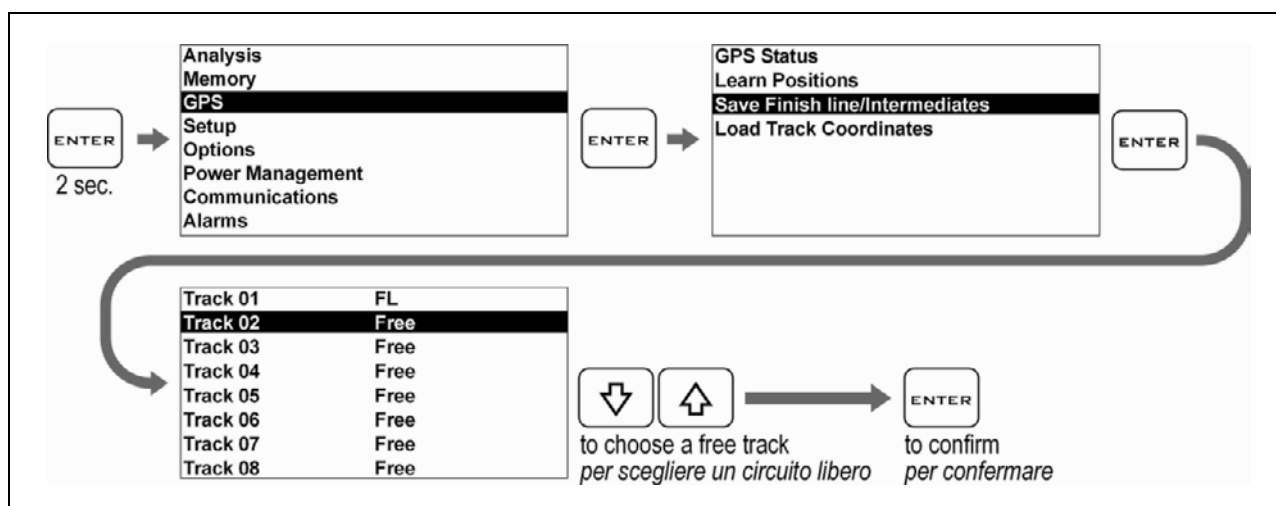 ENTER
2 sec.
Analysis
Memory
GPS
Setup
Options
Power Management
Communications
Alarms
ENTER
GPS Status
Learn Positions
Save Finish line/Intermediates
Load Track Coordinates
ENTER
Track 01 FL
Track 02 Free
Track 03 Free
Track 04 Free
Track 05 Free
Track 06 Free
Track 07 Free
Track 08 Free
to choose a free track
per scegliere un circuito libero
ENTER
to confirm
per confermare